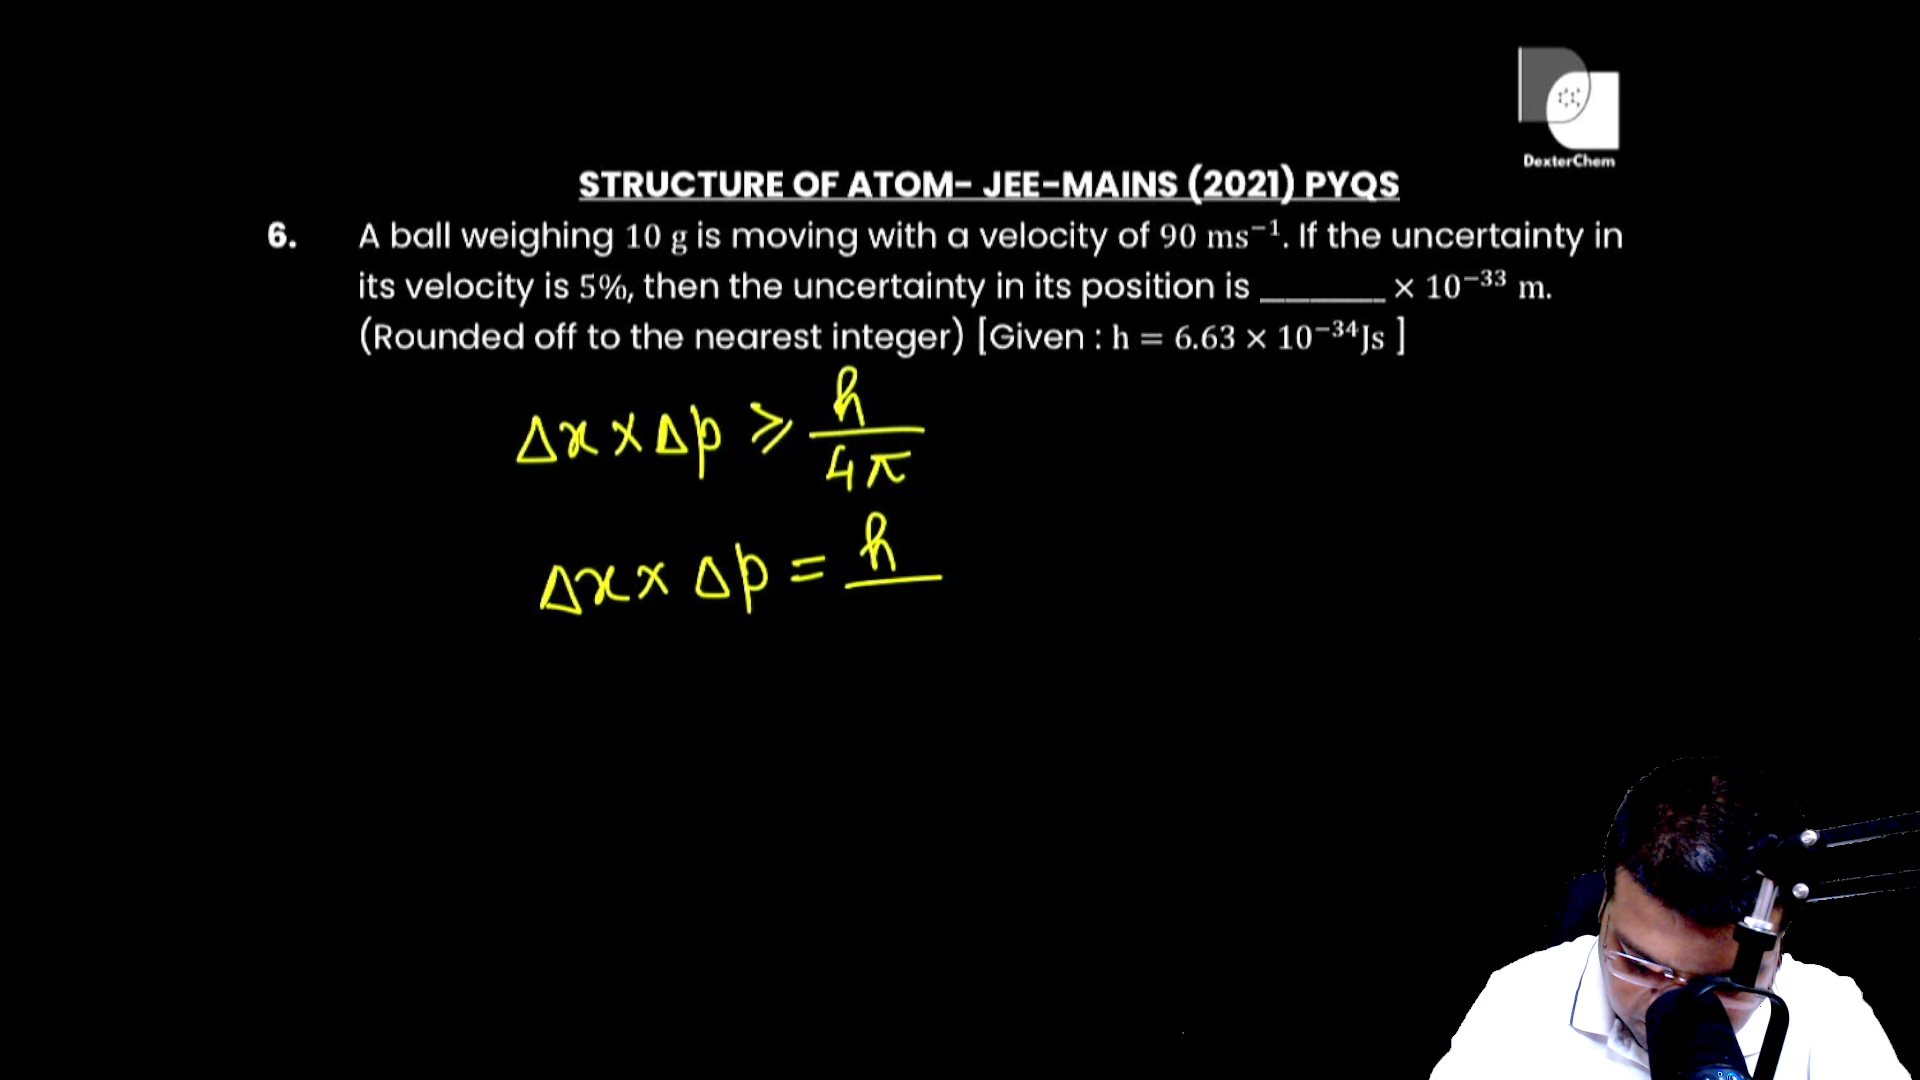 DexterChem
STRUCTURE OF ATOM- JEE-MAINS (2021) PYQS
6. A ball weighing 10 g is moving with a velocity of 90 ms⁻¹. If the uncertainty in
its velocity is 5%, then the uncertainty in its position is ______ × 10⁻³³ m.
(Rounded off to the nearest integer) [Given : h = 6.63 × 10⁻³⁴Js ]
Δx × Δp ≥ h/4π
Δx × Δp = h/